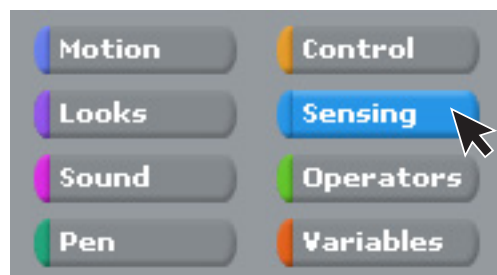 Motion Control
Looks Sensing
Sound Operators
Pen Variables